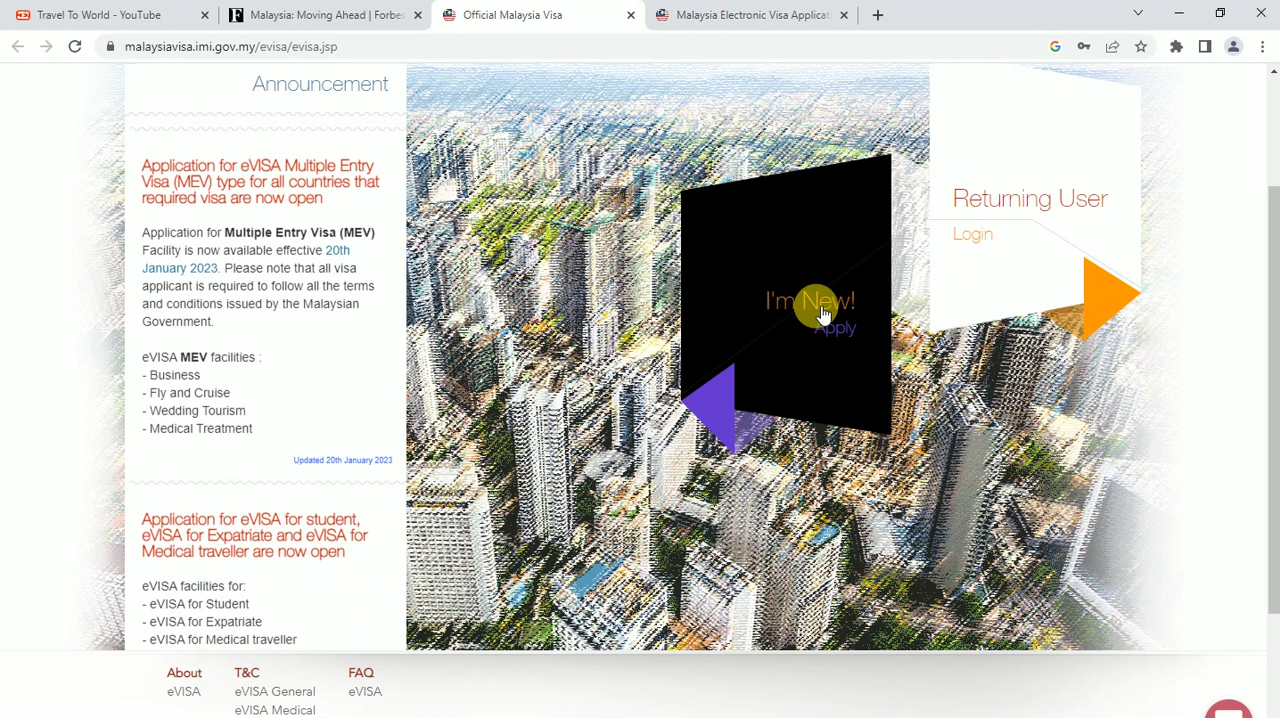 Travel To World - YouTube
Malaysia: Moving Ahead | Forbes
Official Malaysia Visa
Malaysia Electronic Visa Applicat
malaysiavisa.imi.gov.my/evisa/evisa.jsp
Announcement
Application for eVISA Multiple Entry
Visa (MEV) type for all countries that
required visa are now open
Application for Multiple Entry Visa (MEV)
Facility is now available effective 20th
January 2023. Please note that all visa
applicant is required to follow all the terms
and conditions issued by the Malaysian
Government.
eVISA MEV facilities :
- Business
- Fly and Cruise
- Wedding Tourism
- Medical Treatment
Updated 20th January 2023
Application for eVISA for student,
eVISA for Expatriate and eVISA for
Medical traveller are now open
eVISA facilities for:
- eVISA for Student
- eVISA for Expatriate
- eVISA for Medical traveller
I'm New!
Apply
Returning User
Login
About
eVISA
T&C
eVISA General
eVISA Medical
FAQ
eVISA